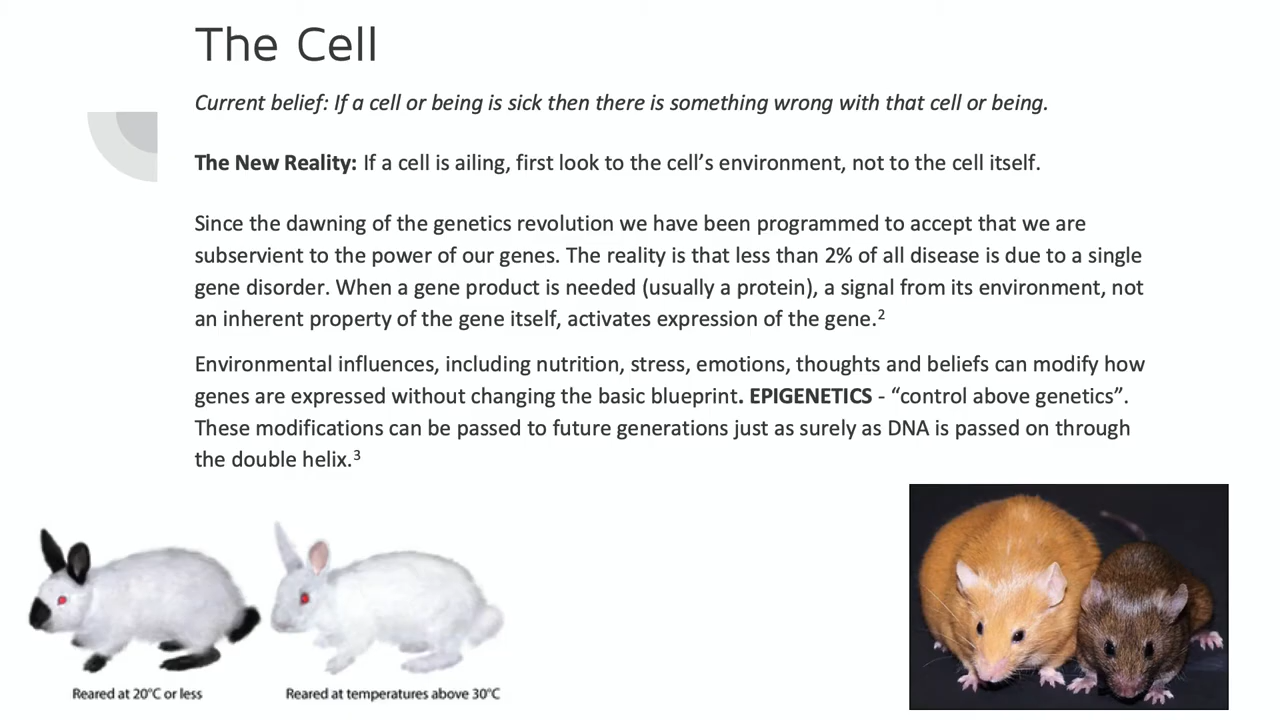 The Cell
Current belief: If a cell or being is sick then there is something wrong with that cell or being.
The New Reality: If a cell is ailing, first look to the cell’s environment, not to the cell itself.
Since the dawning of the genetics revolution we have been programmed to accept that we are
subservient to the power of our genes. The reality is that less than 2% of all disease is due to a single
gene disorder. When a gene product is needed (usually a protein), a signal from its environment, not
an inherent property of the gene itself, activates expression of the gene.²
Environmental influences, including nutrition, stress, emotions, thoughts and beliefs can modify how
genes are expressed without changing the basic blueprint. EPIGENETICS - “control above genetics”.
These modifications can be passed to future generations just as surely as DNA is passed on through
the double helix.³
Reared at 20°C or less
Reared at temperatures above 30°C